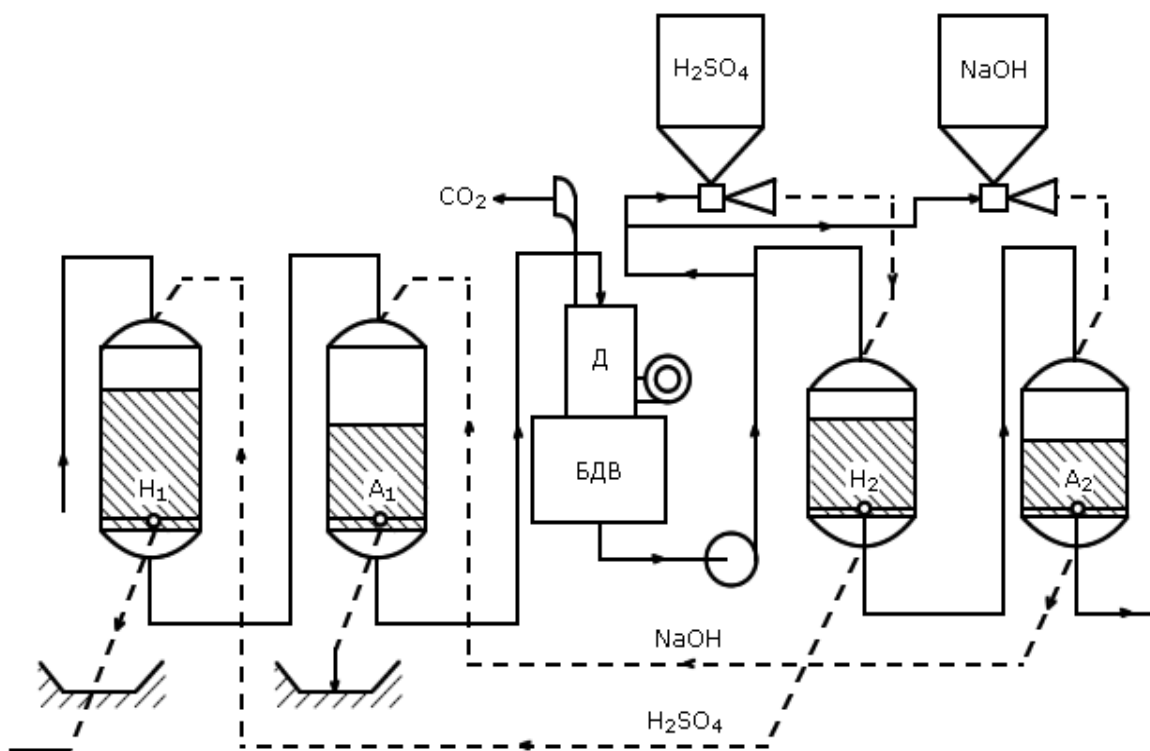 H₂SO₄
NaOH
CO₂
Д
БДВ
H₁
A₁
H₂
A₂
NaOH
H₂SO₄